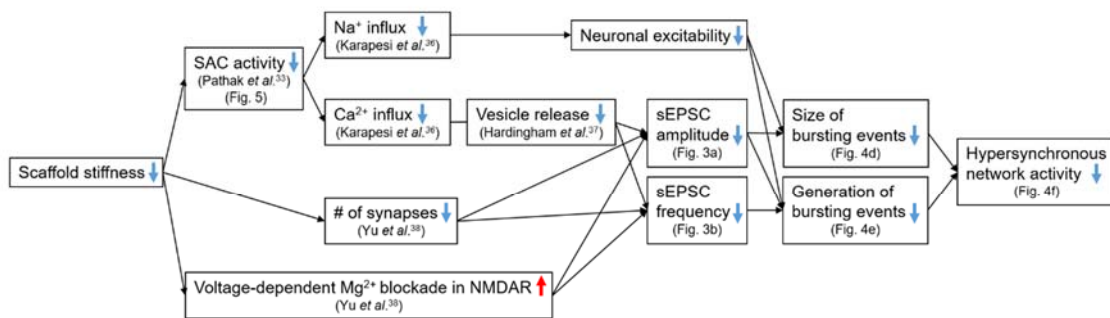 Na⁺ influx
(Karapesi et al.³⁶)
Neuronal excitability
SAC activity
(Pathak et al.³³)
(Fig. 5)
Ca²⁺ influx
(Karapesi et al.³⁶)
Vesicle release
(Hardingham et al.³⁷)
sEPSC
amplitude
(Fig. 3a)
Size of
bursting events
(Fig. 4d)
Scaffold stiffness
Hypersynchronous
network activity
(Fig. 4f)
# of synapses
(Yu et al.³⁸)
sEPSC
frequency
(Fig. 3b)
Generation of
bursting events
(Fig. 4e)
Voltage-dependent Mg²⁺ blockade in NMDAR
(Yu et al.³⁸)